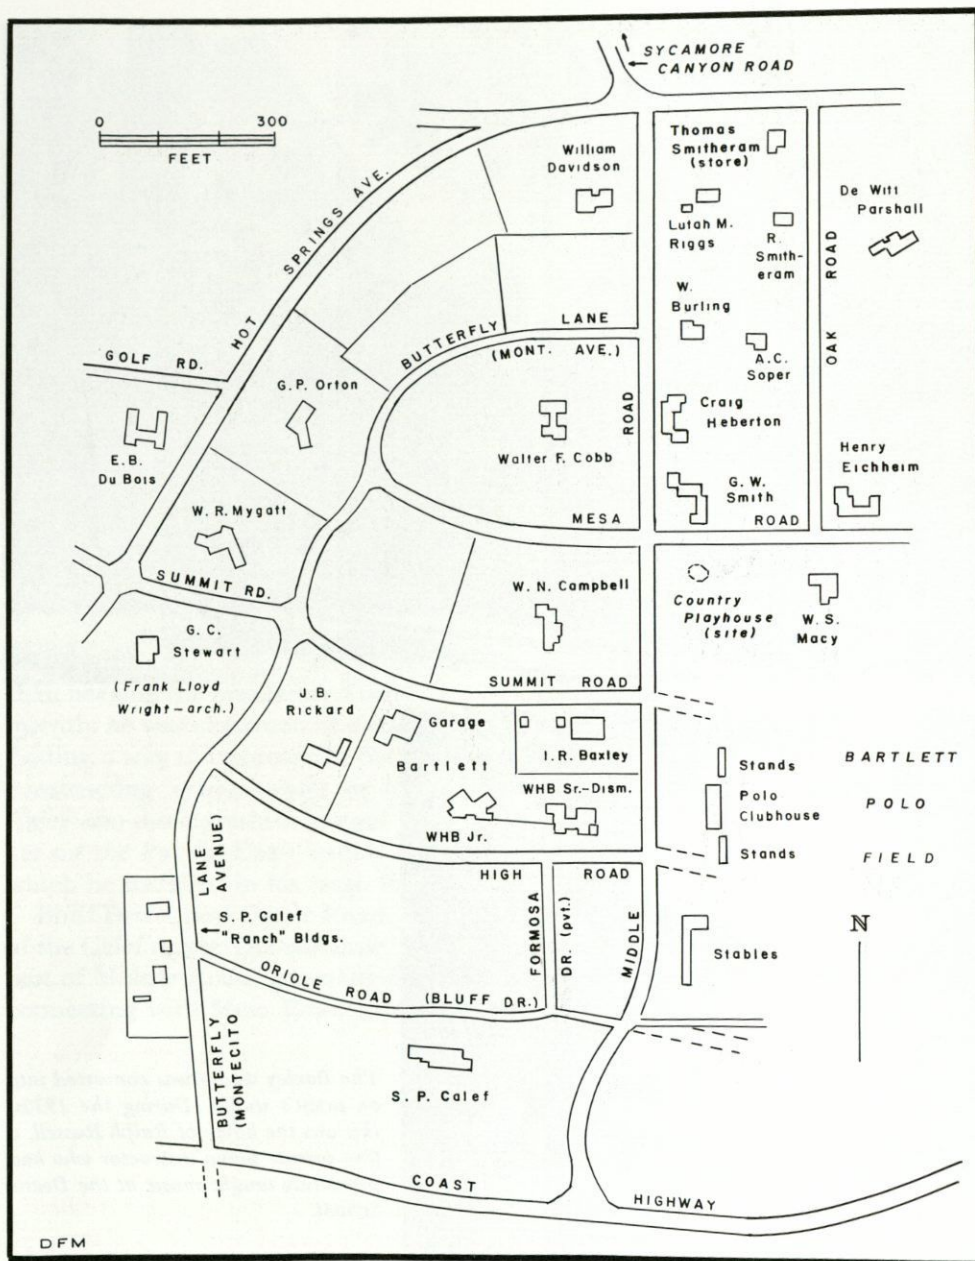 SYCAMORE
CANYON ROAD
0 300
FEET
HOT SPRINGS AVE.
William
Davidson
Thomas
Smitheram
(store)
De Witt
Parshall
Lutah M.
Riggs
R.
Smith-
eram
OAK ROAD
W.
Burling
A.C.
Soper
BUTTERFLY LANE
(MONT. AVE.)
GOLF RD.
G.P. Orton
Craig
Heberton
ROAD
Walter F. Cobb
E.B.
Du Bois
Henry
Eichheim
G. W.
Smith
W. R. Mygatt
MESA ROAD
SUMMIT RD.
W. N. Campbell
Country
Playhouse
(site)
W. S.
Macy
G. C.
Stewart
(Frank Lloyd
Wright-arch.)
SUMMIT ROAD
J.B.
Rickard
Garage
Bartlett
I.R. Baxley
WHB Sr.-Dism.
WHB Jr.
Stands
Polo
Clubhouse
Stands
BARTLETT
POLO
FIELD
HIGH ROAD
LANE
AVENUE)
S.P. Calef
"Ranch" Bldgs.
FORMOSA
DR. (pvt.)
MIDDLE
Stables
N
ORIOLE ROAD (BLUFF DR.)
BUTTERFLY
(MONTECITO
S. P. Calef
COAST HIGHWAY
DFM